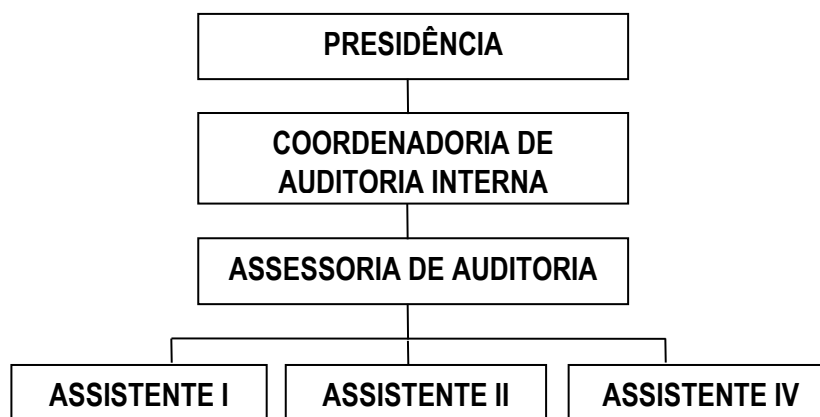 PRESIDÊNCIA
COORDENADORIA DE
AUDITORIA INTERNA
ASSESSORIA DE AUDITORIA
ASSISTENTE I
ASSISTENTE II
ASSISTENTE IV